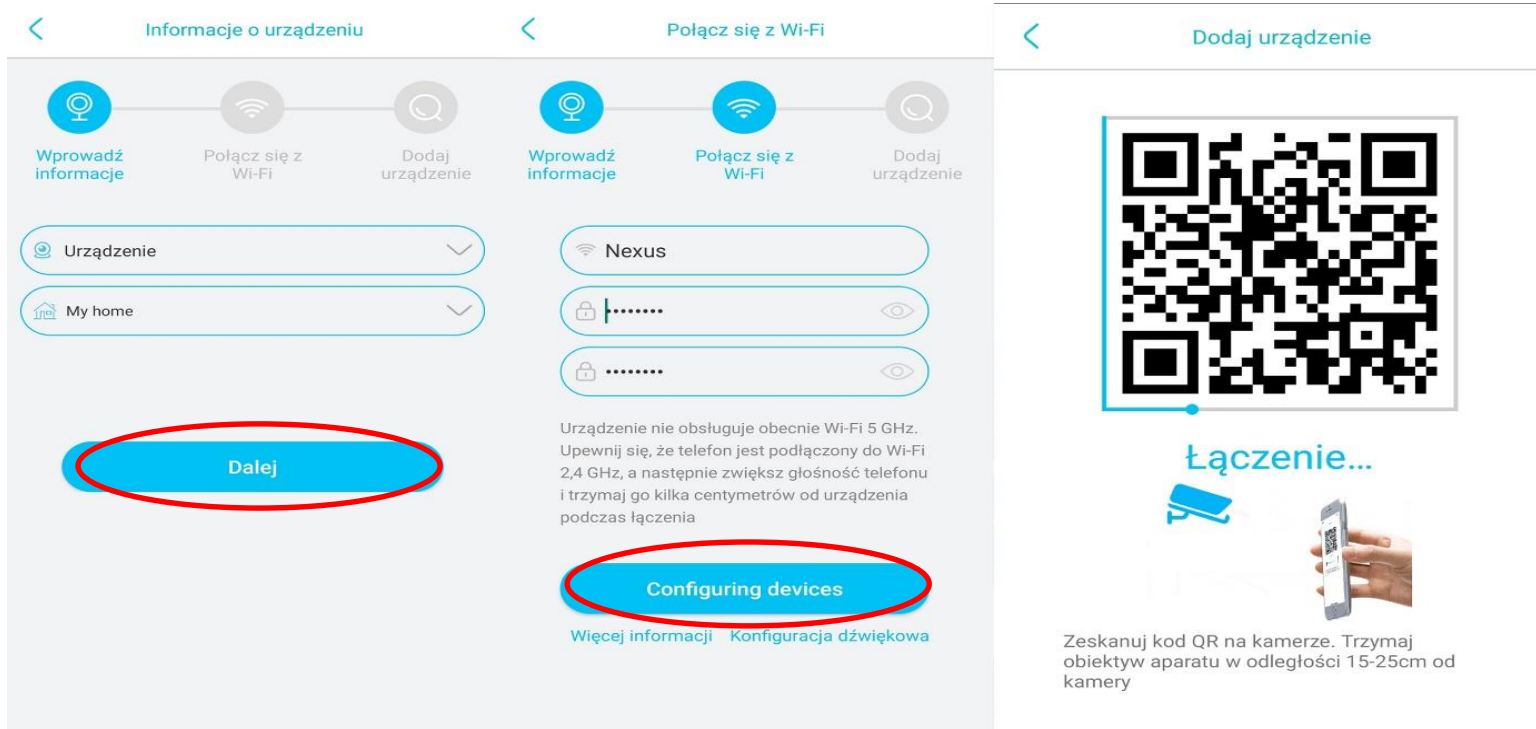 Informacje o urządzeniu
Wprowadź
informacje
Połącz się z
Wi-Fi
Dodaj
urządzenie
Urządzenie
My home
Dalej
Połącz się z Wi-Fi
Wprowadź
informacje
Połącz się z
Wi-Fi
Dodaj
urządzenie
Nexus
••••••••
••••••••
Urządzenie nie obsługuje obecnie Wi-Fi 5 GHz.
Upewnij się, że telefon jest podłączony do Wi-Fi
2,4 GHz, a następnie zwiększ głośność telefonu
i trzymaj go kilka centymetrów od urządzenia
podczas łączenia
Configuring devices
Więcej informacji Konfiguracja dźwiękowa
Dodaj urządzenie
Łączenie...
Zeskanuj kod QR na kamerze. Trzymaj
obiektyw aparatu w odległości 15-25cm od
kamery